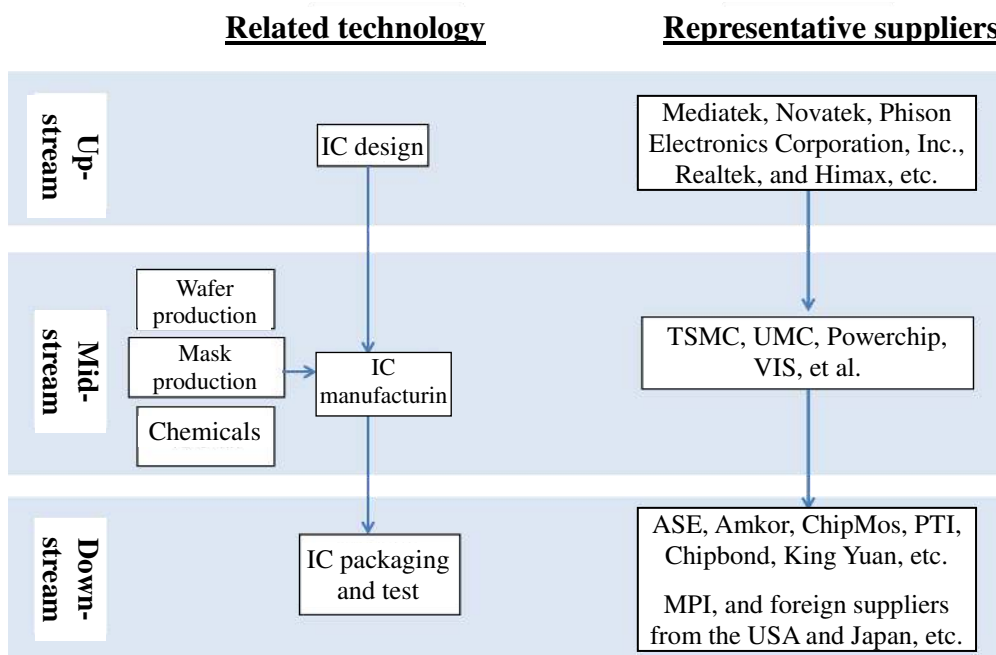 Related technology
Representative suppliers
Up-
stream
IC design
Mediatek, Novatek, Phison
Electronics Corporation, Inc.,
Realtek, and Himax, etc.
Mid-
stream
Wafer
production
Mask
production
Chemicals
IC
manufacturin
TSMC, UMC, Powerchip,
VIS, et al.
Down-
stream
IC packaging
and test
ASE, Amkor, ChipMos, PTI,
Chipbond, King Yuan, etc.
MPI, and foreign suppliers
from the USA and Japan, etc.